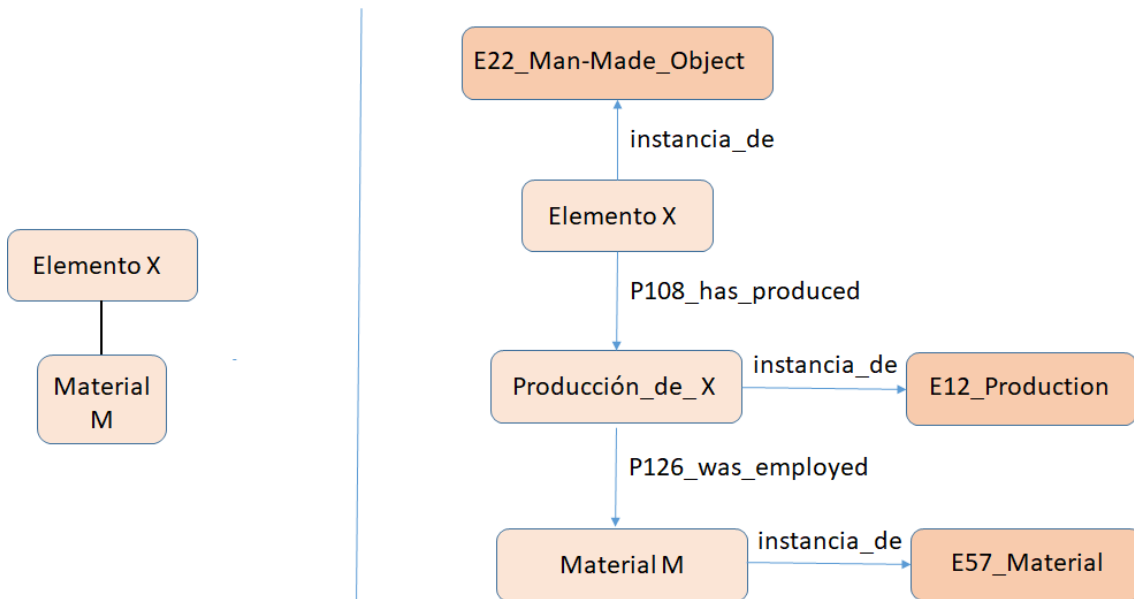 Elemento X
Material
M
E22_Man-Made_Object
instancia_de
Elemento X
P108_has_produced
Producción_de_ X
instancia_de
E12_Production
P126_was_employed
Material M
instancia_de
E57_Material